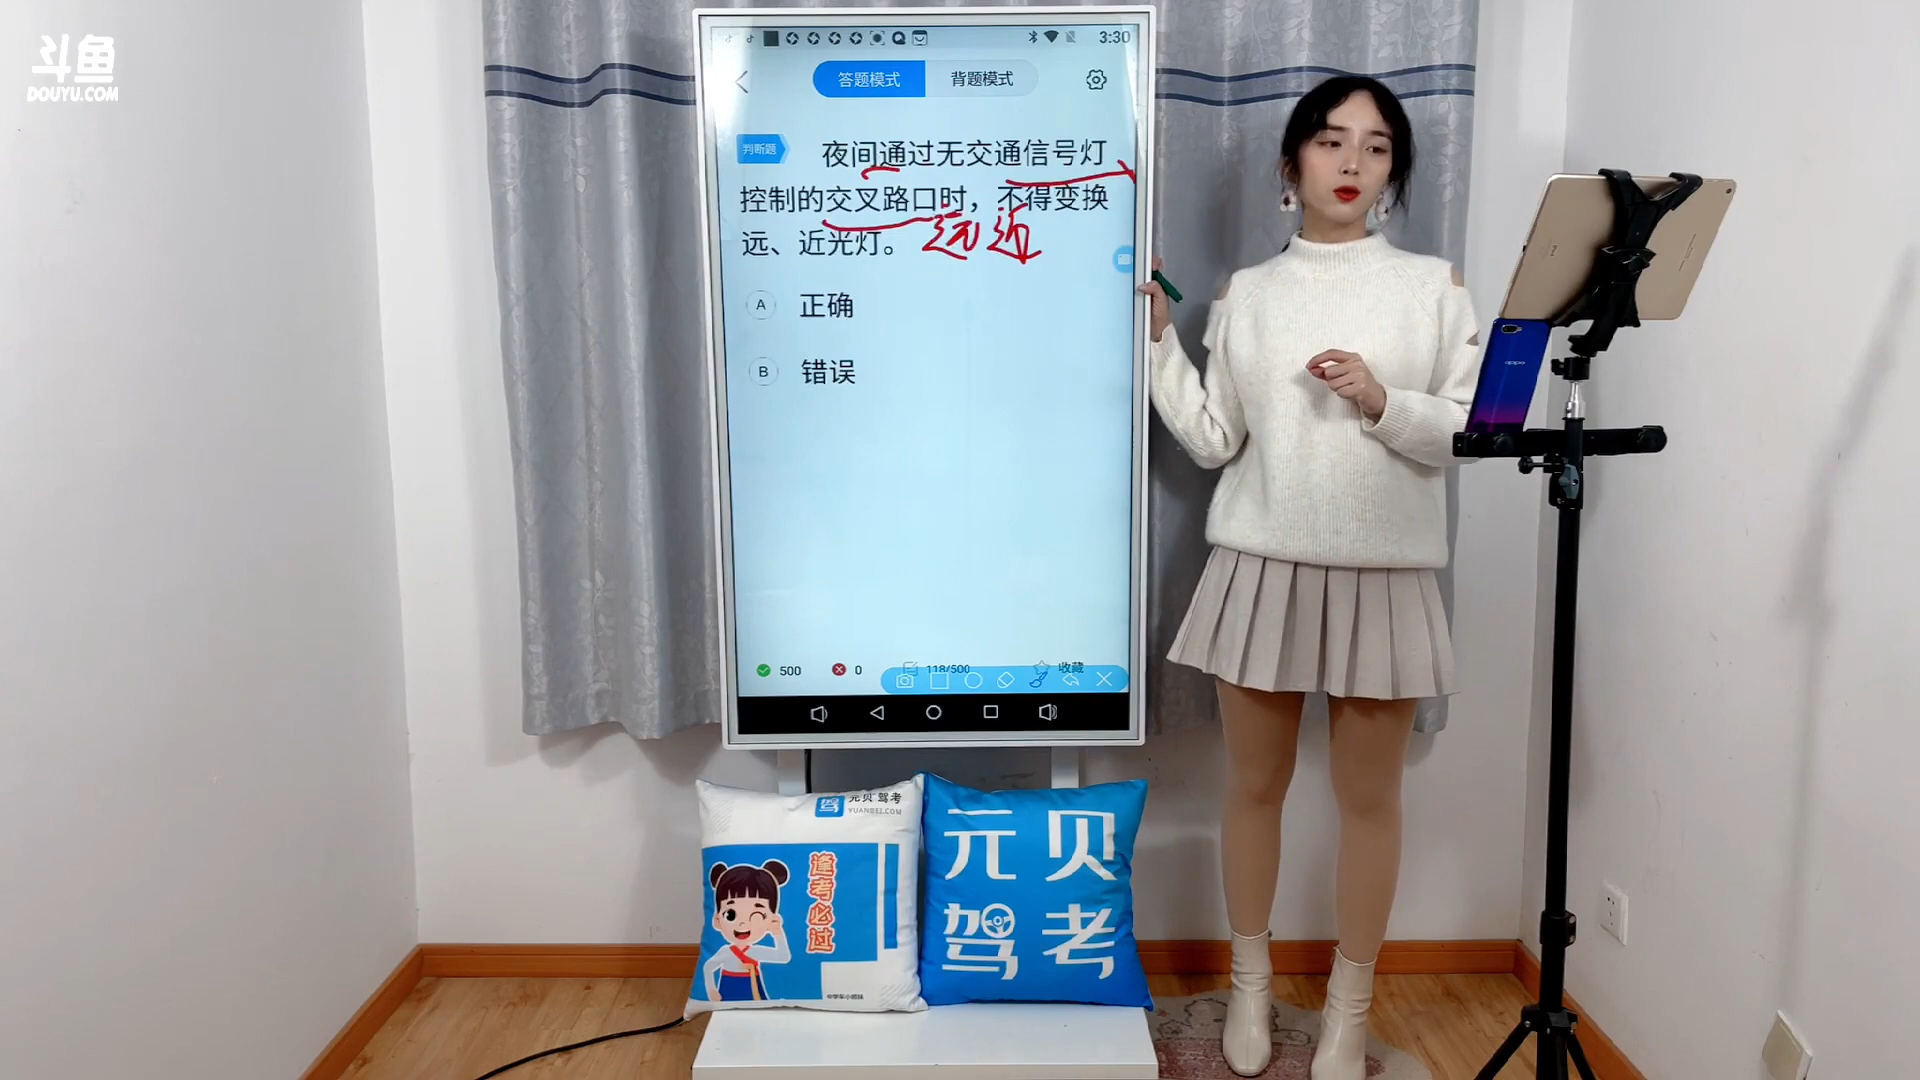 斗鱼
DOUYU.COM
3:30
答题模式 背题模式
判断题 夜间通过无交通信号灯
控制的交叉路口时，不得变换
远、近光灯。 远 近
A 正确
B 错误
500 0 118/500 收藏
oppo
元贝驾考
YUANBEI.COM
逢考必过
元贝
驾考